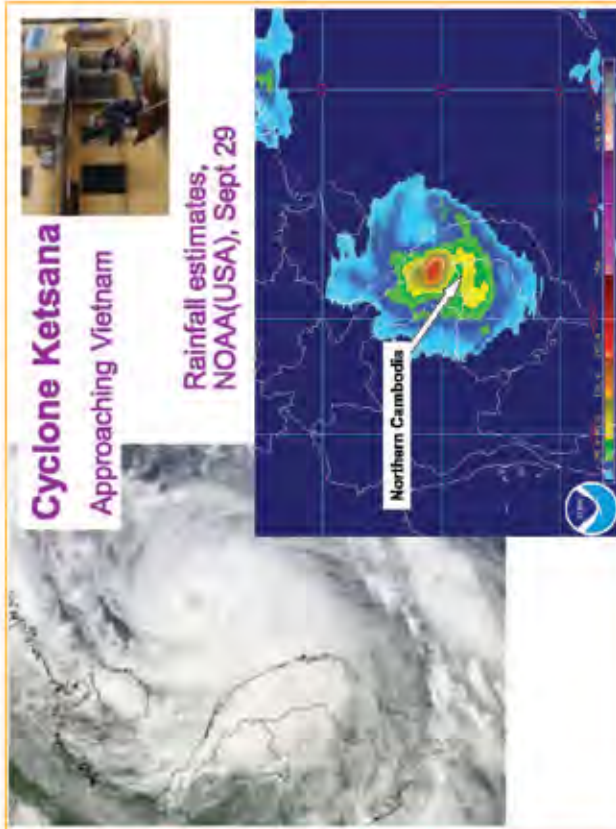 Cyclone Ketsana
Approaching Vietnam
Rainfall estimates,
NOAA(USA), Sept 29
Northern Cambodia